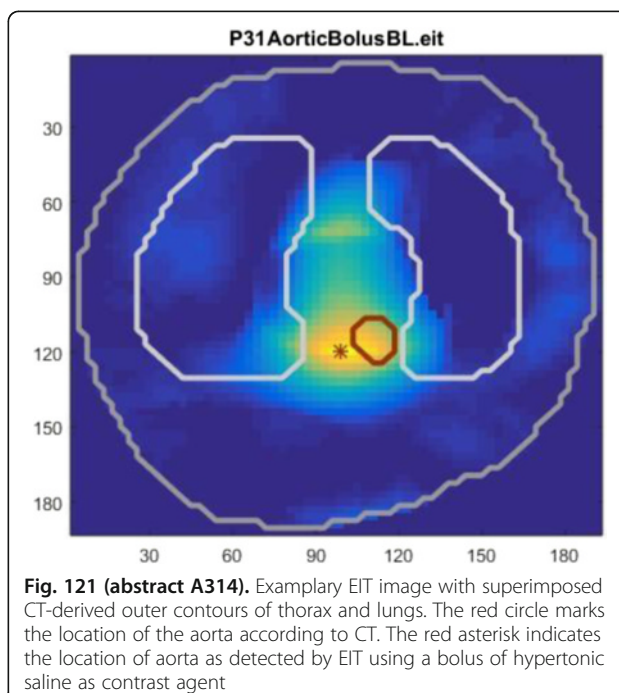 P31AorticBolusBL.eit
30
60
90
120
150
180
30 60 90 120 150 180
Fig. 121 (abstract A314). Examplary EIT image with superimposed
CT-derived outer contours of thorax and lungs. The red circle marks
the location of the aorta according to CT. The red asterisk indicates
the location of aorta as detected by EIT using a bolus of hypertonic
saline as contrast agent